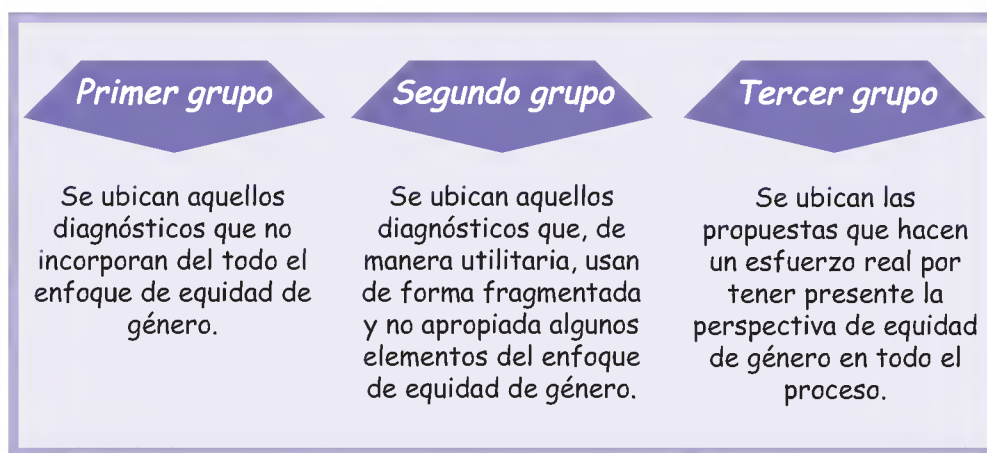 Primer grupo
Se ubican aquellos
diagnósticos que no
incorporan del todo el
enfoque de equidad de
género.
Segundo grupo
Se ubican aquellos
diagnósticos que, de
manera utilitaria, usan
de forma fragmentada
y no apropiada algunos
elementos del enfoque
de equidad de género.
Tercer grupo
Se ubican las
propuestas que hacen
un esfuerzo real por
tener presente la
perspectiva de equidad
de género en todo el
proceso.